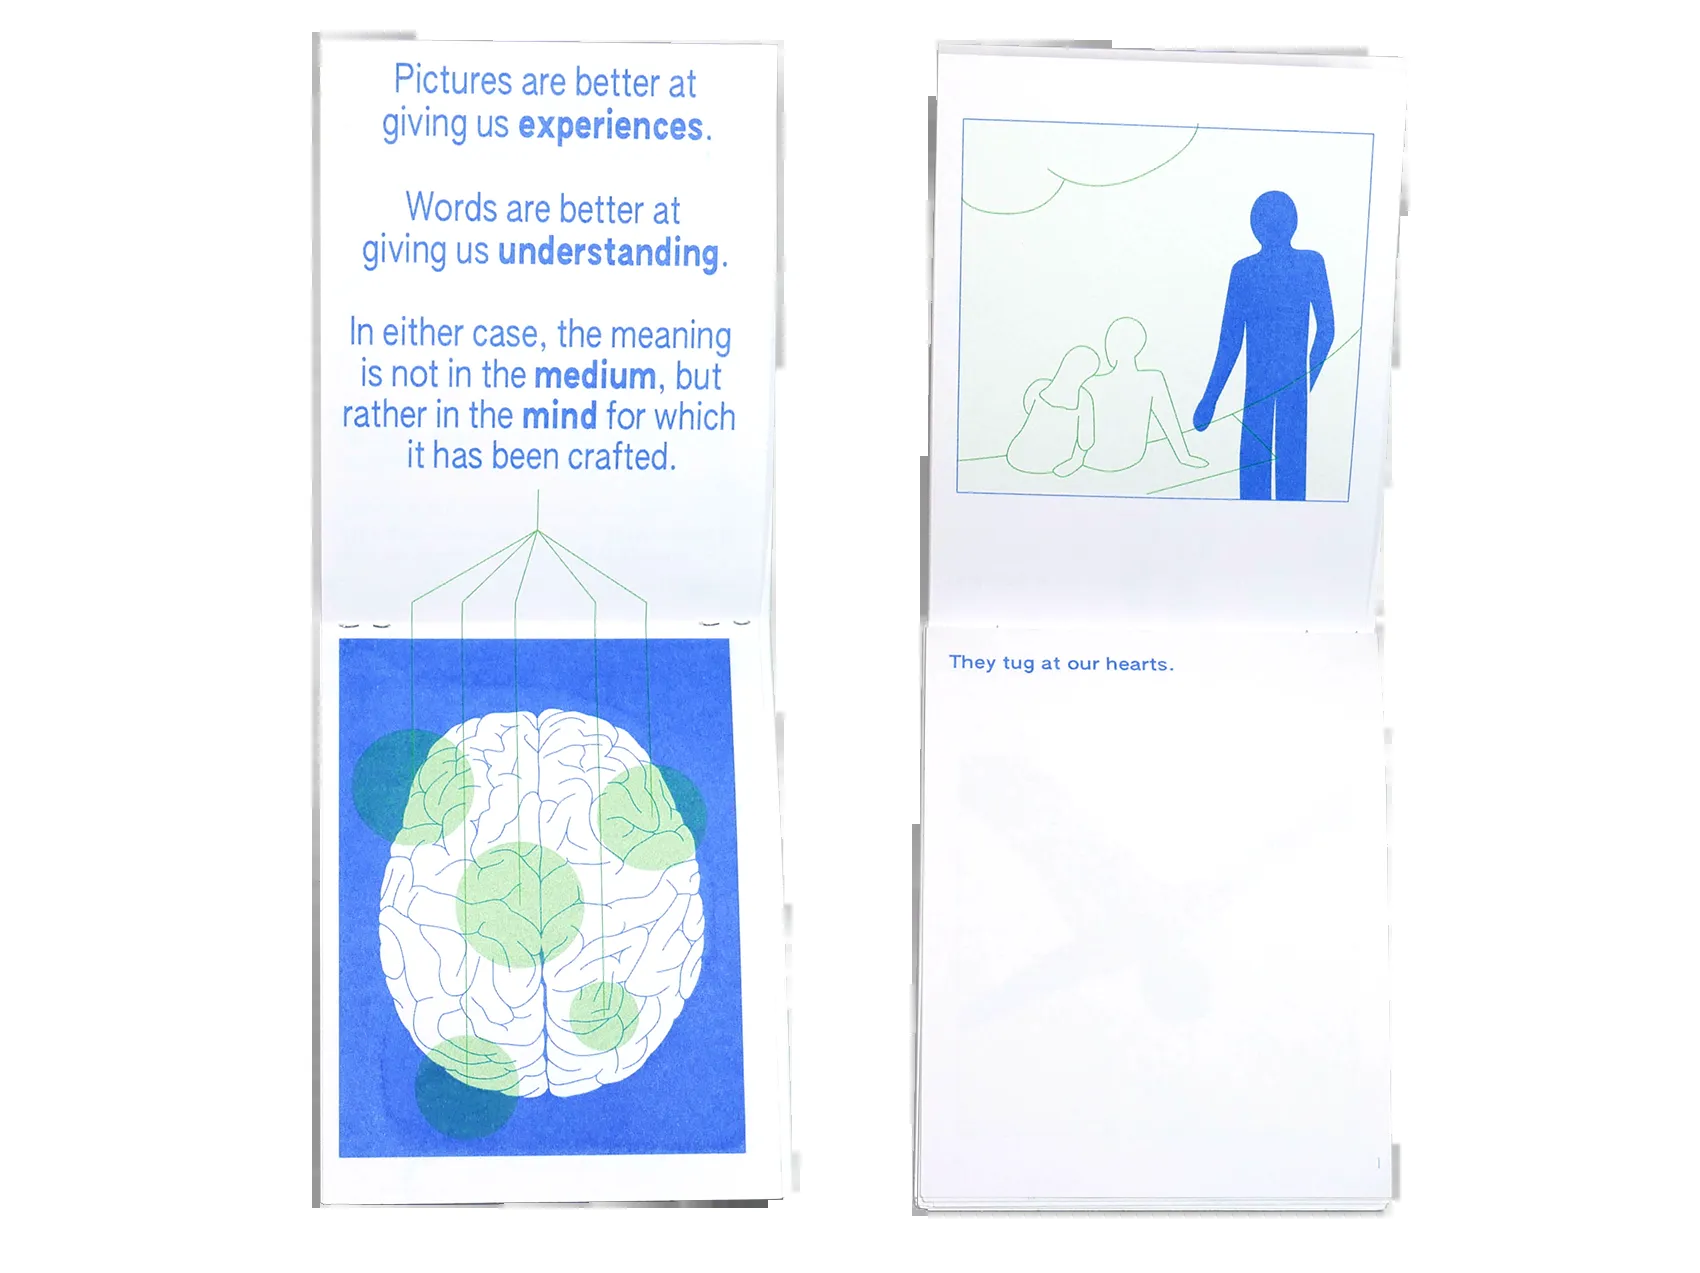 Pictures are better at
giving us experiences.
Words are better at
giving us understanding.
In either case, the meaning
is not in the medium, but
rather in the mind for which
it has been crafted.
They tug at our hearts.